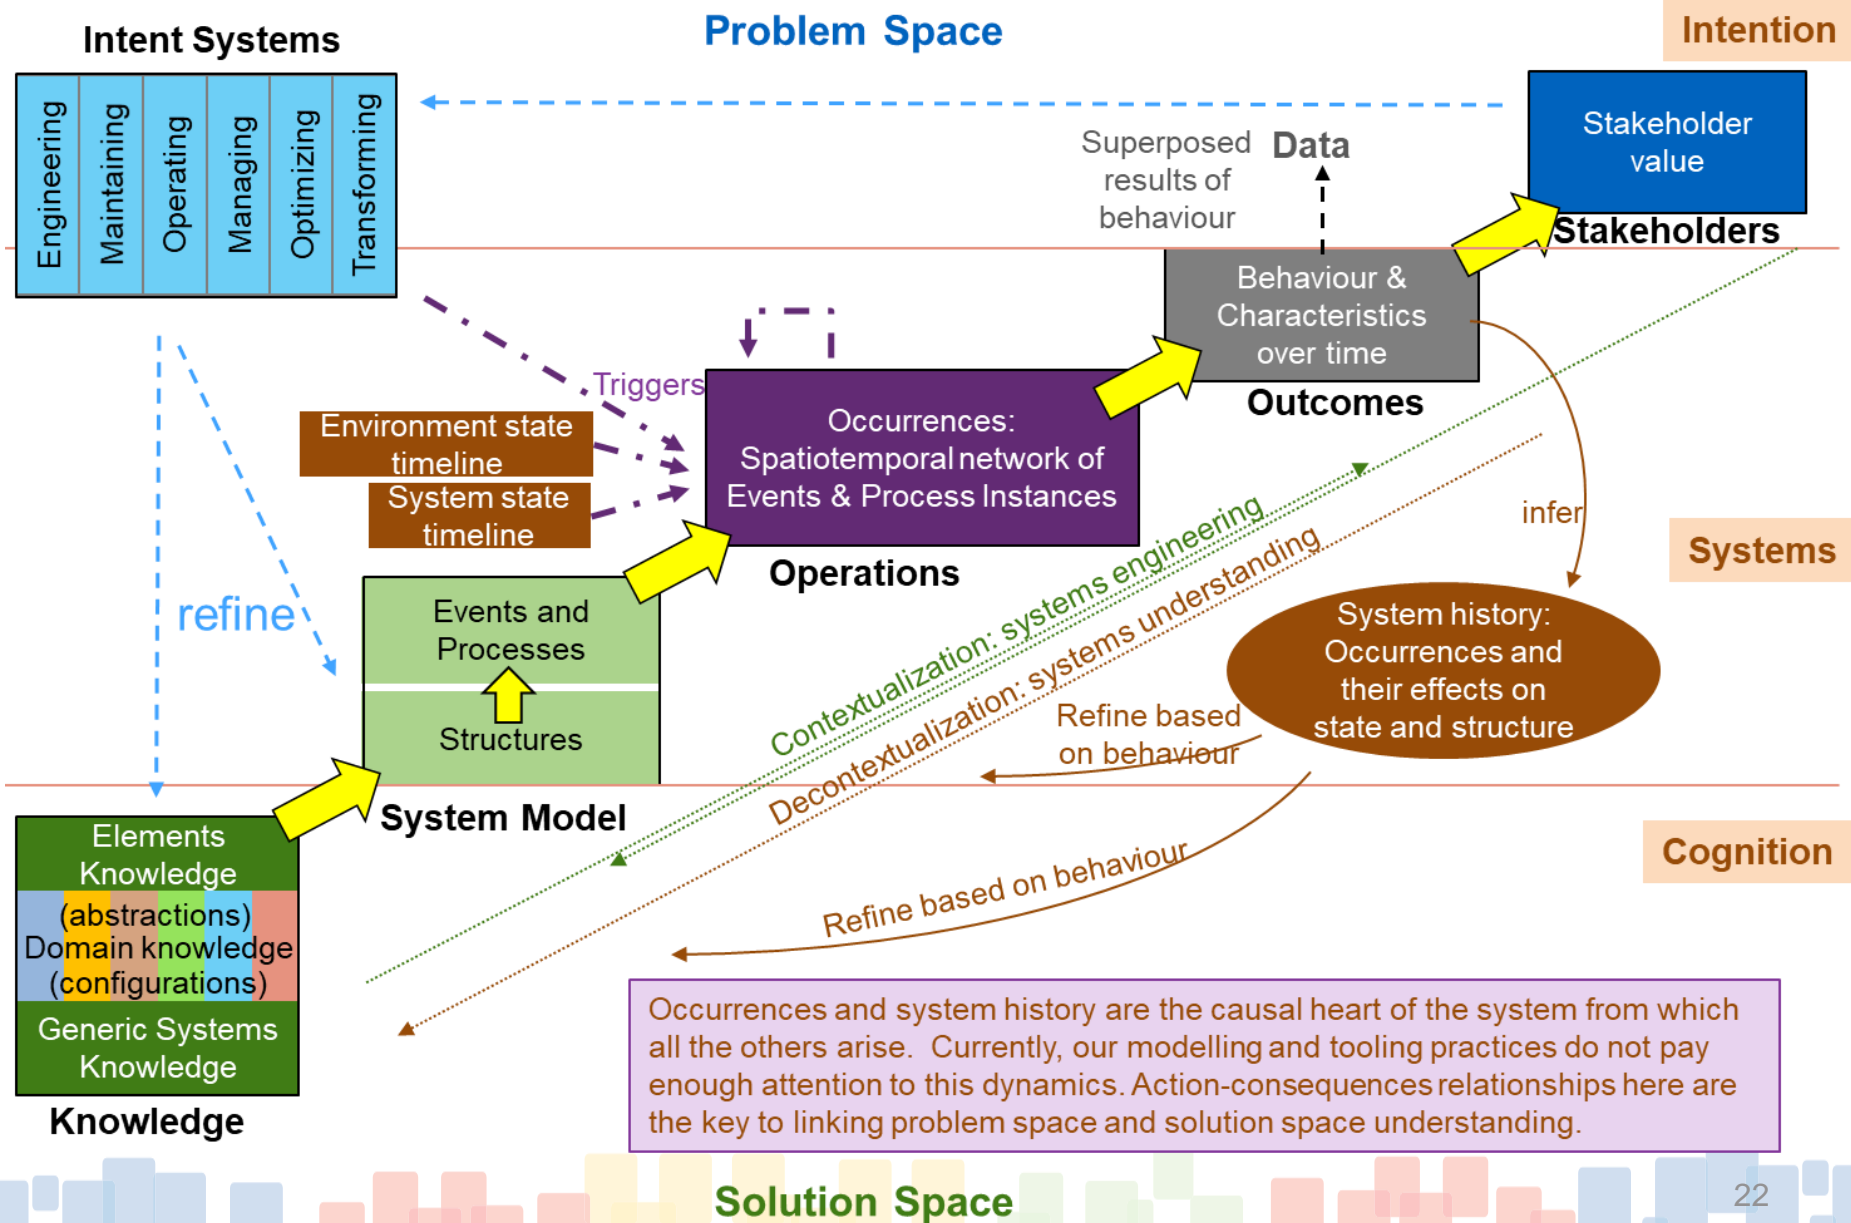 Intent Systems
Problem Space
Intention
Engineering
Maintaining
Operating
Managing
Optimizing
Transforming
Superposed
results of
behaviour
Data
Stakeholder
value
Stakeholders
Behaviour &
Characteristics
over time
Outcomes
Triggers
Environment state
timeline
System state
timeline
Occurrences:
Spatiotemporal network of
Events & Process Instances
Operations
infer
Systems
refine
Events and
Processes
Structures
System Model
Contextualization: systems engineering
Decontextualization: systems understanding
System history:
Occurrences and
their effects on
state and structure
Refine based
on behaviour
Refine based on behaviour
Cognition
Elements
Knowledge
(abstractions)
Domain knowledge
(configurations)
Generic Systems
Knowledge
Knowledge
Occurrences and system history are the causal heart of the system from which
all the others arise. Currently, our modelling and tooling practices do not pay
enough attention to this dynamics. Action-consequences relationships here are
the key to linking problem space and solution space understanding.
Solution Space
22